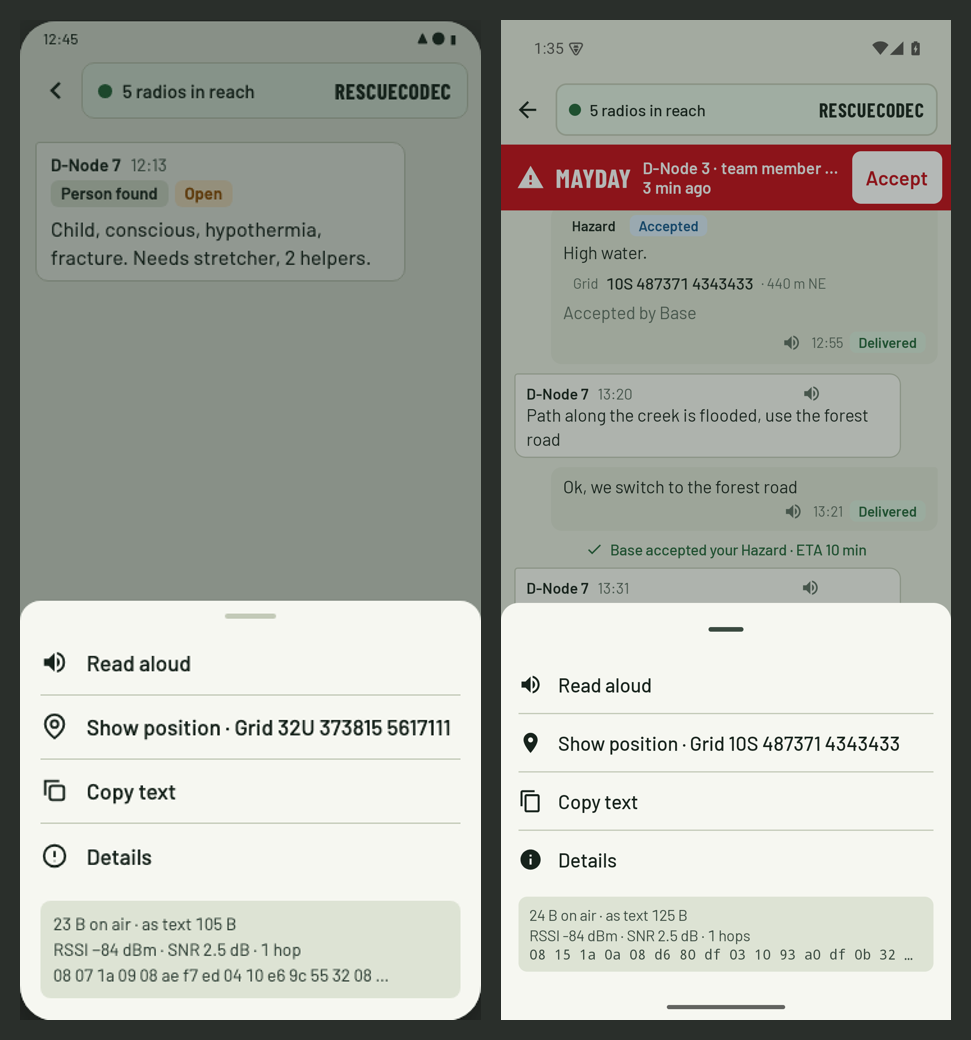 12:45
5 radios in reach RESCUECODEC
D-Node 7 12:13
Person found Open
Child, conscious, hypothermia,
fracture. Needs stretcher, 2 helpers.
Read aloud
Show position · Grid 32U 373815 5617111
Copy text
Details
23 B on air · as text 105 B
RSSI −84 dBm · SNR 2.5 dB · 1 hop
08 07 1a 09 08 ae f7 ed 04 10 e6 9c 55 32 08 ...
1:35
5 radios in reach RESCUECODEC
MAYDAY D-Node 3 · team member ... Accept
3 min ago
Hazard Accepted
High water.
Grid 10S 487371 4343433 · 440 m NE
Accepted by Base
12:55 Delivered
D-Node 7 13:20
Path along the creek is flooded, use the forest
road
Ok, we switch to the forest road
13:21 Delivered
Base accepted your Hazard · ETA 10 min
D-Node 7 13:31
Read aloud
Show position · Grid 10S 487371 4343433
Copy text
Details
24 B on air · as text 125 B
RSSI -84 dBm · SNR 2.5 dB · 1 hops
08 15 1a 0a 08 d6 80 df 03 10 93 a0 df 0b 32 ...